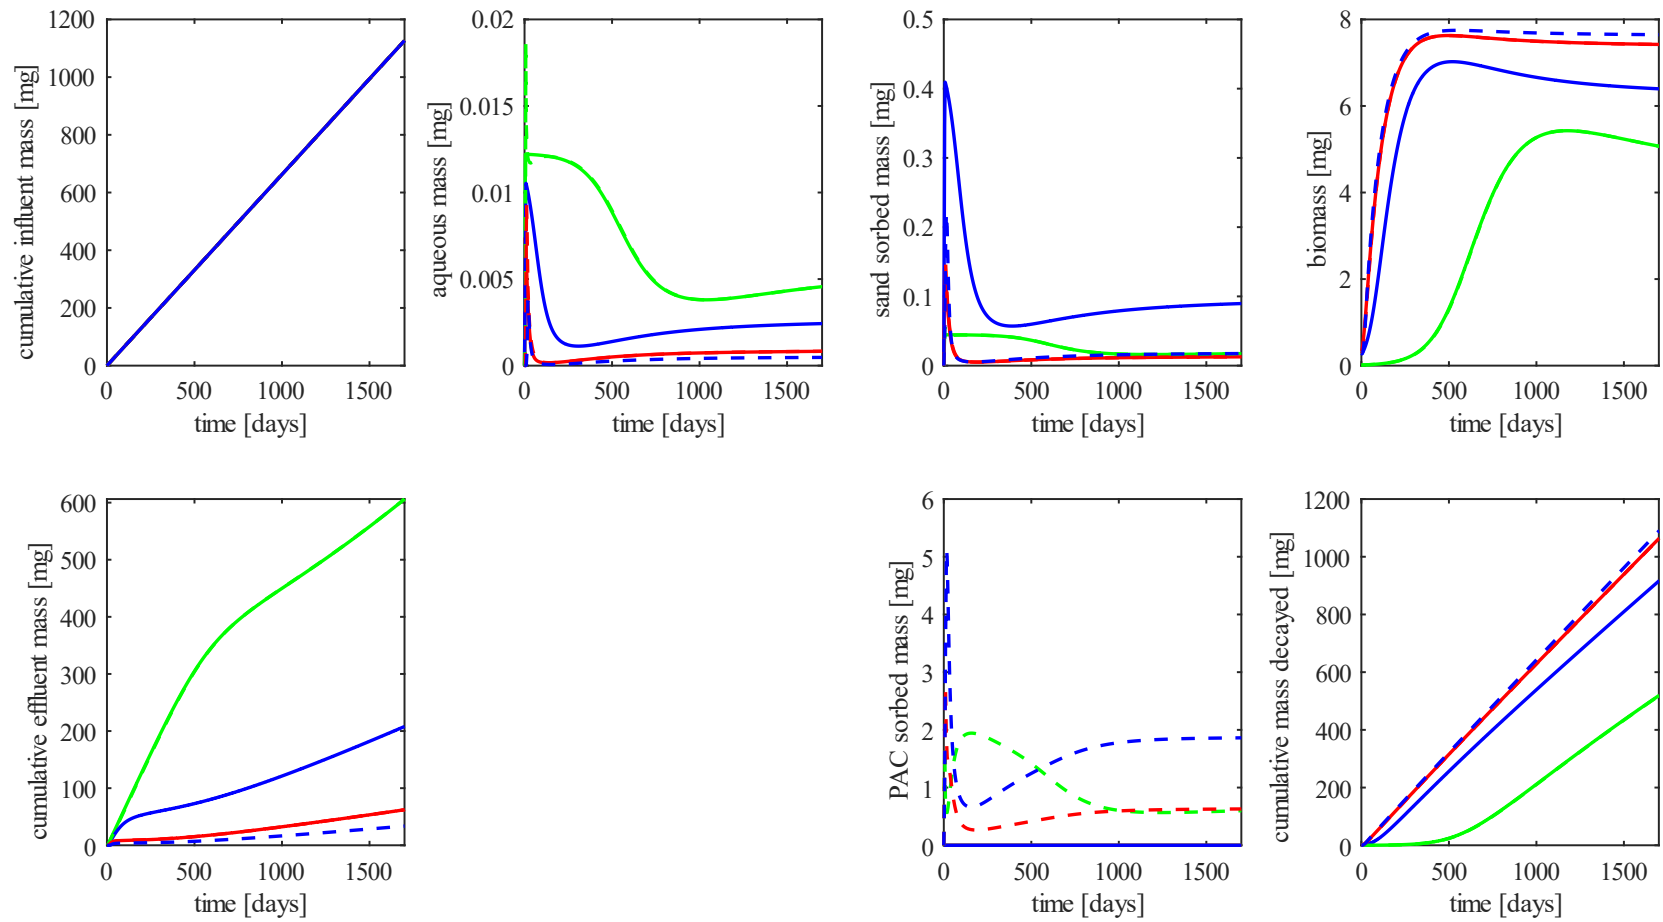 cumulative influent mass [mg]
1200
1000
800
600
400
200
0
0 500 1000 1500
time [days]
aqueous mass [mg]
0.02
0.015
0.01
0.005
0
0 500 1000 1500
time [days]
sand sorbed mass [mg]
0.5
0.4
0.3
0.2
0.1
0
0 500 1000 1500
time [days]
biomass [mg]
8
6
4
2
0
0 500 1000 1500
time [days]
cumulative effluent mass [mg]
600
500
400
300
200
100
0
0 500 1000 1500
time [days]
PAC sorbed mass [mg]
6
5
4
3
2
1
0
0 500 1000 1500
time [days]
cumulative mass decayed [mg]
1200
1000
800
600
400
200
0
0 500 1000 1500
time [days]